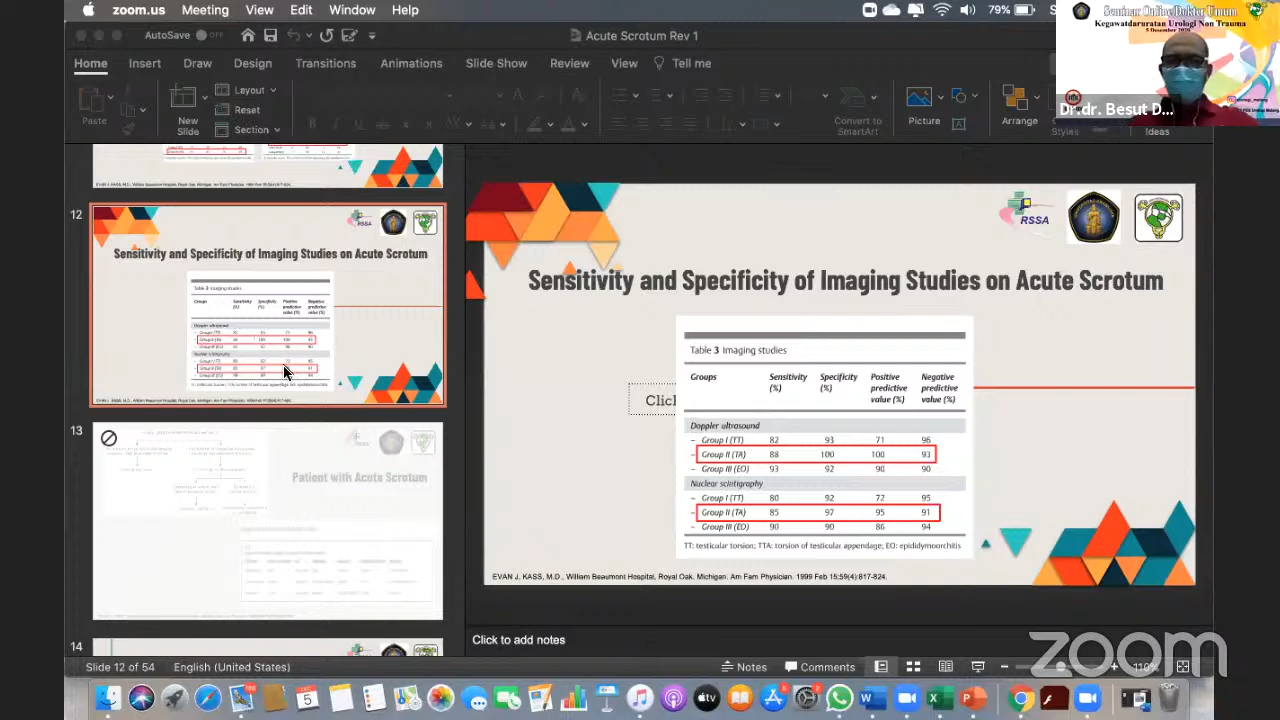 zoom.us Meeting View Edit Window Help
79%
AutoSave OFF
Acute Scrotum Rev 1
Home Insert Draw Design Transitions Animations Slide Show Review View Tell me
Paste
New Slide
Layout
Reset
Section
Convert to SmartArt
Picture
Arrange
Styles
Ideas
Seminar Online Dokter Umum
Kegawatdaruratan Urologi Non Trauma
5 Desember 2020
Dr.dr. Besut D...
12
Sensitivity and Specificity of Imaging Studies on Acute Scrotum
Table 3 Imaging studies
13
Patient with Acute Scrotum
14
RSSA
Sensitivity and Specificity of Imaging Studies on Acute Scrotum
Table 3 Imaging studies
Groups Sensitivity (%) Specificity (%) Positive predictive value (%) Negative predictive value (%)
Doppler ultrasound
– Group I (TT) 82 93 71 96
– Group II (TA) 88 100 100 93
– Group III (EO) 93 92 90 90
Nuclear scintigraphy
– Group I (TT) 80 92 72 95
– Group II (TA) 85 97 95 91
– Group III (EO) 90 90 86 94
TT: testicular torsion; TTA: torsion of testicular appendage; EO: epididymoorchitis
EVAN J. KASS, M.D., William Beaumont Hospital, Royal Oak. Michigan. Am Fam Physician. 1999 Feb 15;59(4):817-824.
Click to add notes
Slide 12 of 54 English (United States)
Notes Comments 110%
zoom